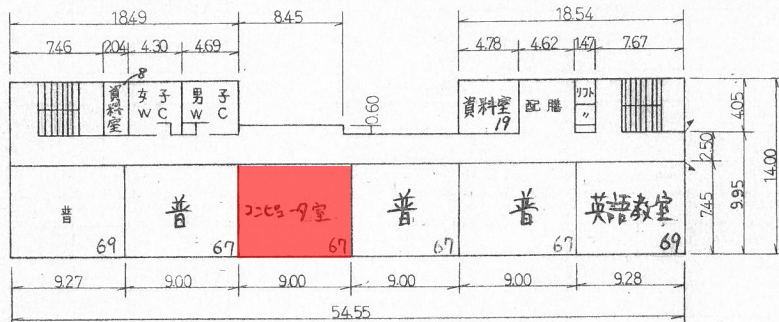 18.49 8.45 18.54
7.46 2.04 4.30 4.69 4.78 4.62 1.47 7.67
8
資料室 女子WC 男子WC 0.60 資料室 19 配膳 リフト 〃 4.05
2.50 14.00
普 69 普 67 コンピュータ室 67 普 67 普 67 英語教室 69 7.45 9.95
9.27 9.00 9.00 9.00 9.00 9.28
54.55